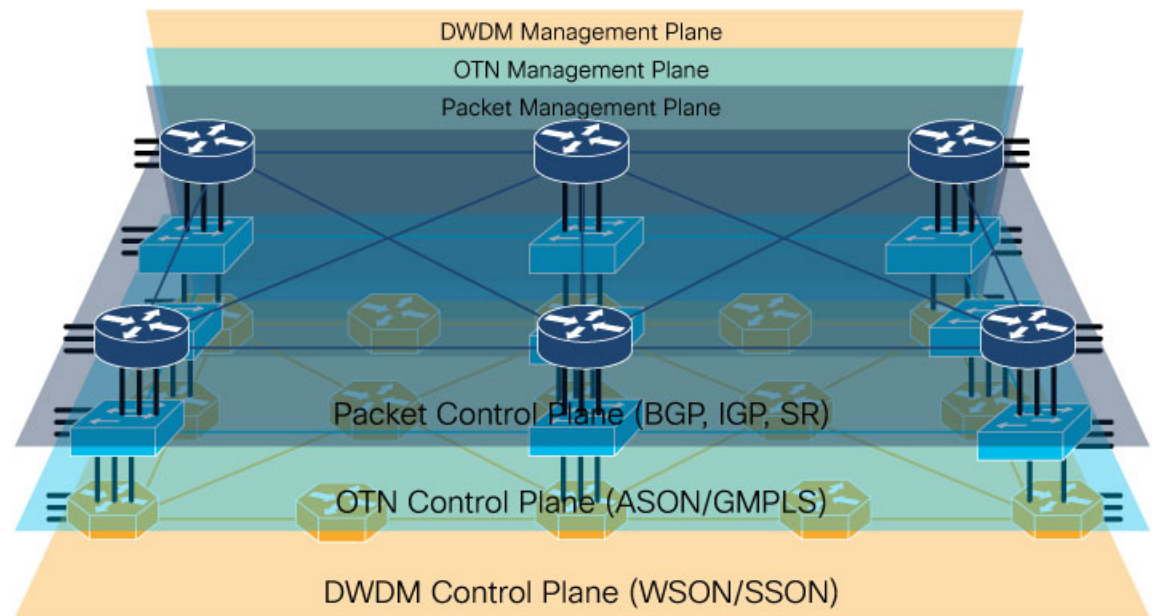 DWDM Management Plane
OTN Management Plane
Packet Management Plane
Packet Control Plane (BGP, IGP, SR)
OTN Control Plane (ASON/GMPLS)
DWDM Control Plane (WSON/SSON)